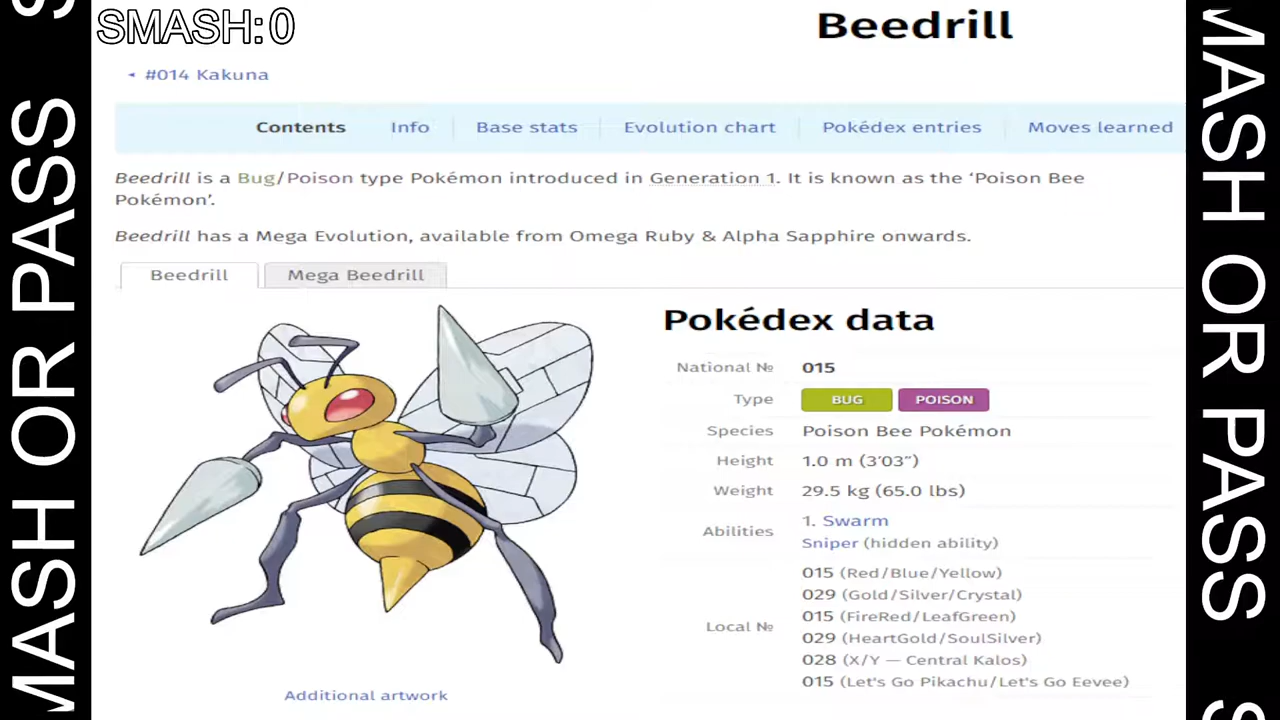 SMASH: 0
Beedrill
#014 Kakuna
Contents Info Base stats Evolution chart Pokédex entries Moves learned
Beedrill is a Bug/Poison type Pokémon introduced in Generation 1. It is known as the ‘Poison Bee
Pokémon’.
Beedrill has a Mega Evolution, available from Omega Ruby & Alpha Sapphire onwards.
Beedrill Mega Beedrill
Pokédex data
National № 015
Type BUG POISON
Species Poison Bee Pokémon
Height 1.0 m (3′03″)
Weight 29.5 kg (65.0 lbs)
Abilities 1. Swarm
Sniper (hidden ability)
Local № 015 (Red/Blue/Yellow)
029 (Gold/Silver/Crystal)
015 (FireRed/LeafGreen)
029 (HeartGold/SoulSilver)
028 (X/Y — Central Kalos)
015 (Let's Go Pikachu/Let's Go Eevee)
Additional artwork
MASH OR PASS S
MASH OR PASS S